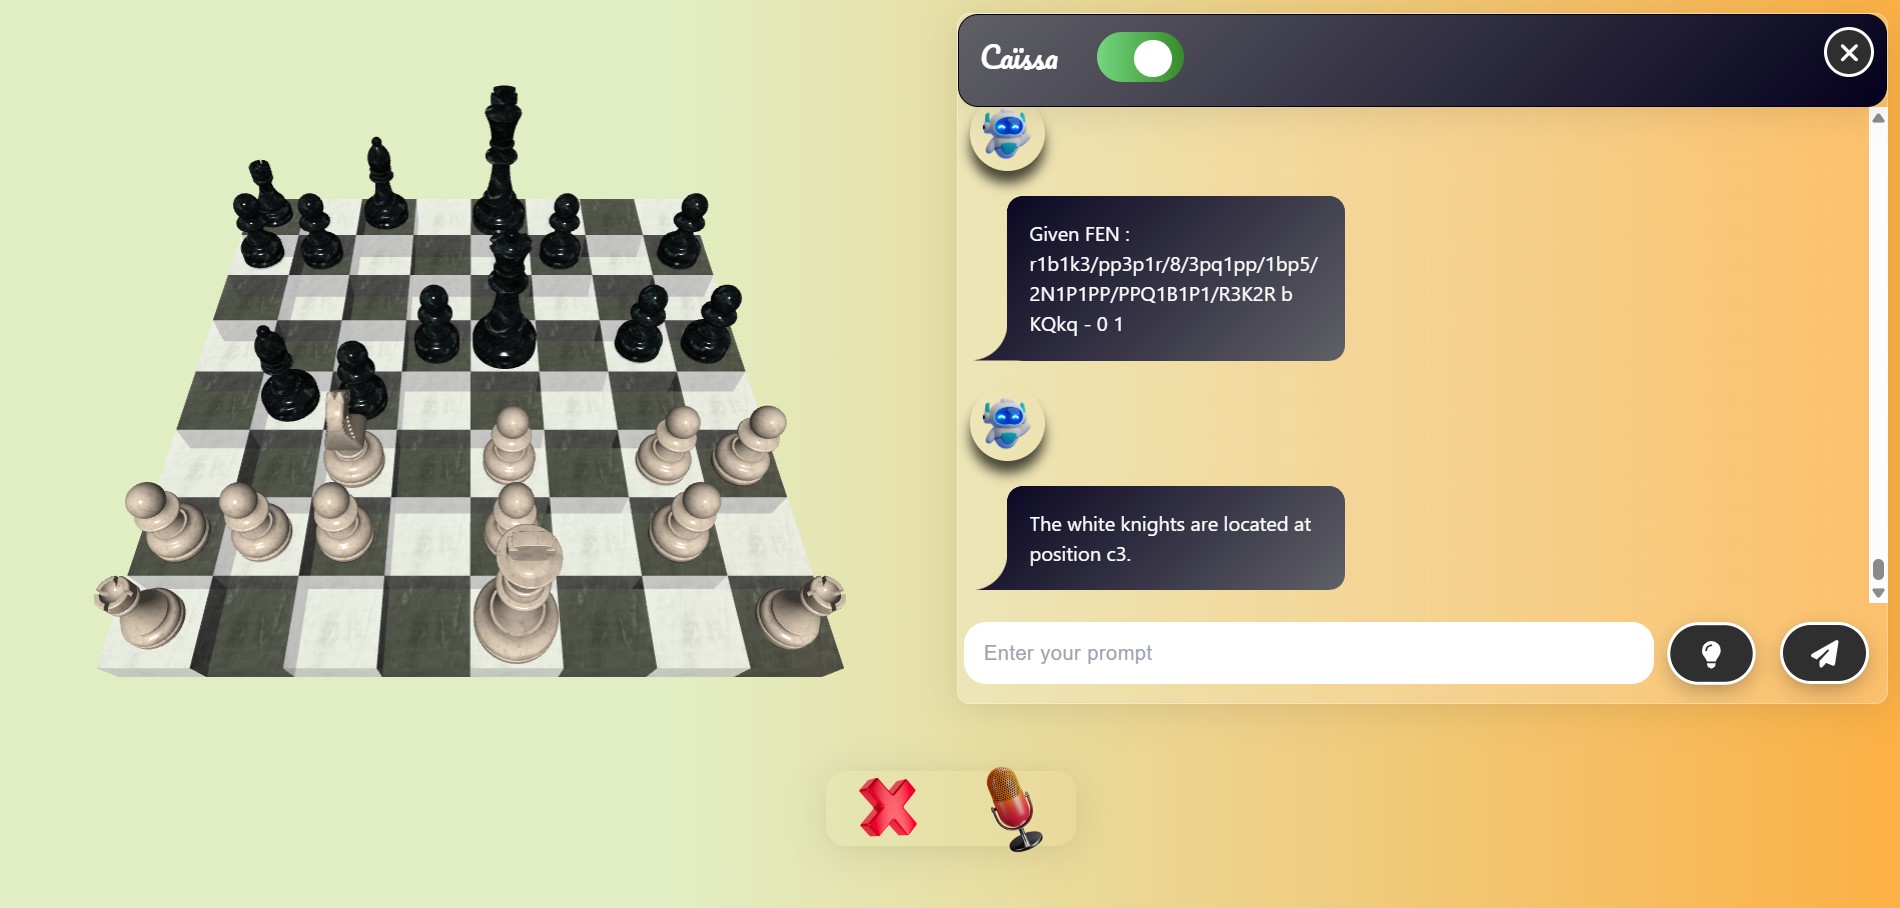 Caïssa
Given FEN :
r1b1k3/pp3p1r/8/3pq1pp/1bp5/
2N1P1PP/PPQ1B1P1/R3K2R b
KQkq - 0 1
The white knights are located at
position c3.
Enter your prompt